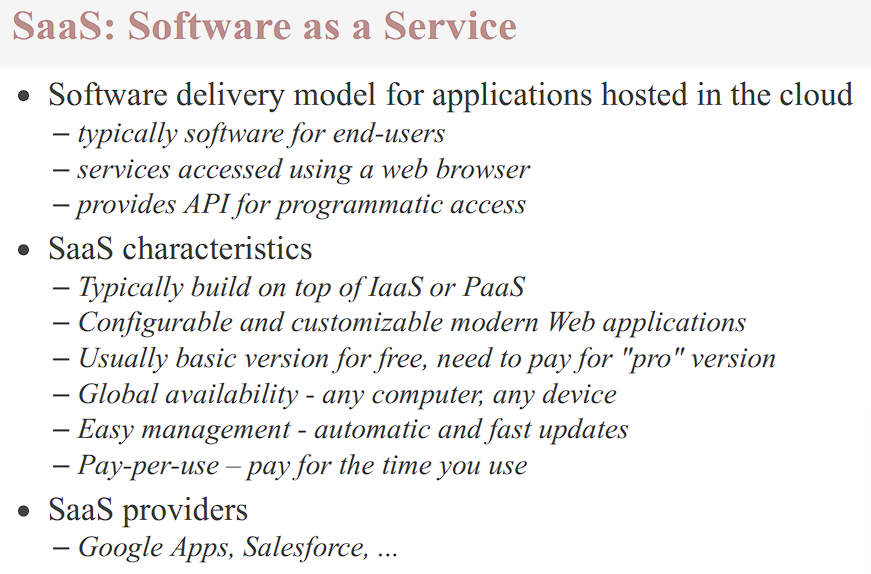 SaaS: Software as a Service
• Software delivery model for applications hosted in the cloud
– typically software for end-users
– services accessed using a web browser
– provides API for programmatic access
• SaaS characteristics
– Typically build on top of IaaS or PaaS
– Configurable and customizable modern Web applications
– Usually basic version for free, need to pay for "pro" version
– Global availability - any computer, any device
– Easy management - automatic and fast updates
– Pay-per-use – pay for the time you use
• SaaS providers
– Google Apps, Salesforce, ...